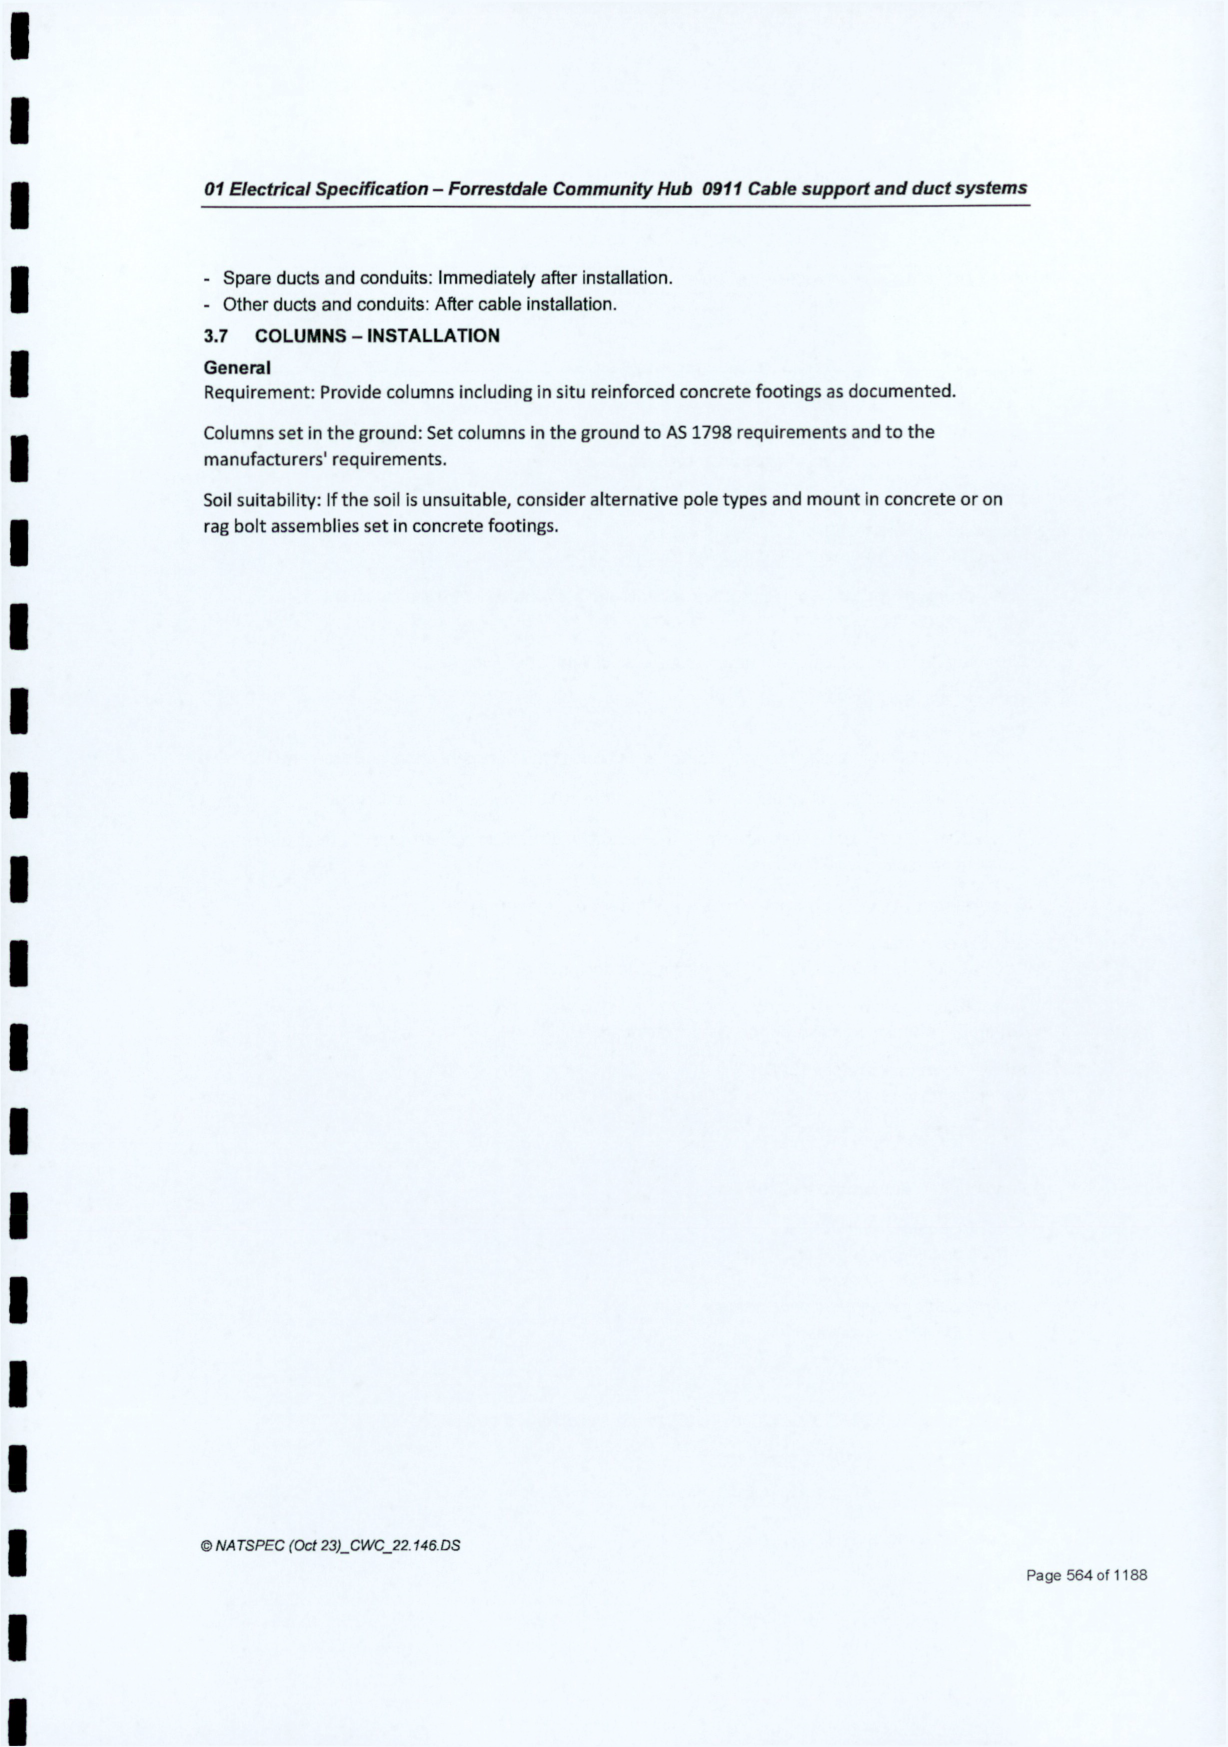 01 Electrical Specification – Forrestdale Community Hub 0911 Cable support and duct systems
- Spare ducts and conduits: Immediately after installation.
- Other ducts and conduits: After cable installation.
3.7 COLUMNS – INSTALLATION
General
Requirement: Provide columns including in situ reinforced concrete footings as documented.
Columns set in the ground: Set columns in the ground to AS 1798 requirements and to the
manufacturers' requirements.
Soil suitability: If the soil is unsuitable, consider alternative pole types and mount in concrete or on
rag bolt assemblies set in concrete footings.
© NATSPEC (Oct 23)_CWC_22.146.DS
Page 564 of 1188